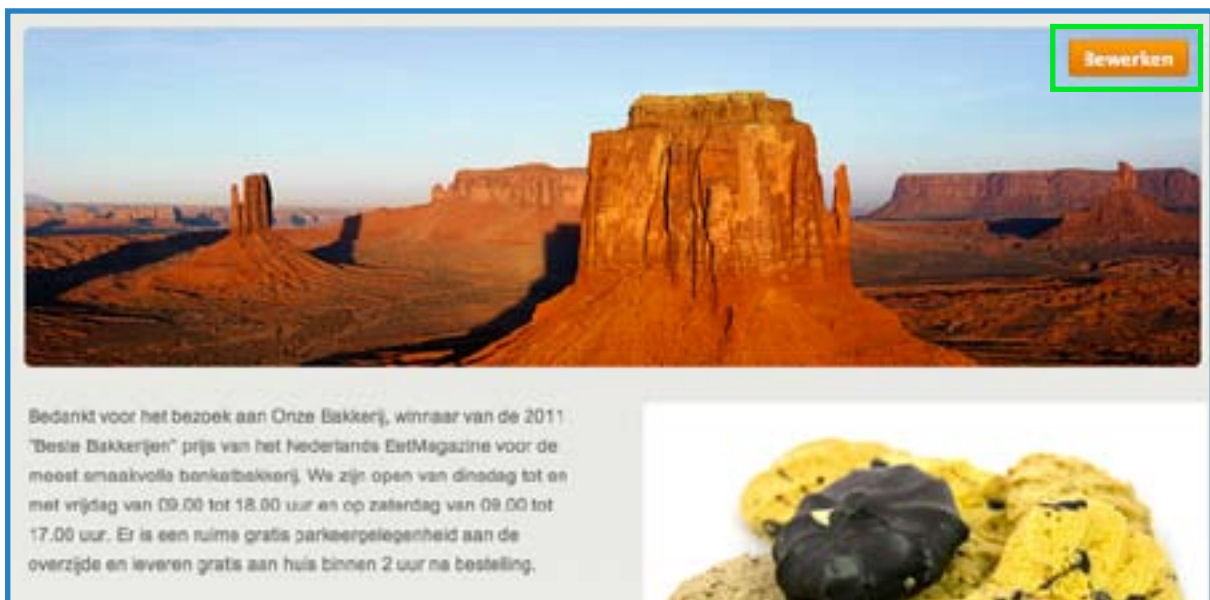 Bewerken
Bedankt voor het bezoek aan Onze Bakkerij, winnaar van de 2011
"Beste Bakkerijen" prijs van het Nederlands EetMagazine voor de
meest smaakvolle banketbakkerij. We zijn open van dinsdag tot en
met vrijdag van 09.00 tot 18.00 uur en op zaterdag van 09.00 tot
17.00 uur. Er is een ruime gratis parkeergelegenheid aan de
overzijde en leveren gratis aan huis binnen 2 uur na bestelling.